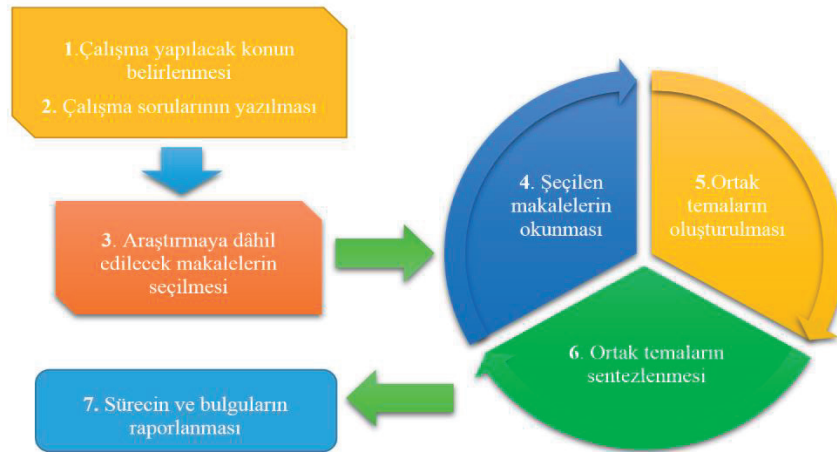 1.Çalışma yapılacak konun
belirlenmesi
2. Çalışma sorularının yazılması
3. Araştırmaya dâhil
edilecek makalelerin
seçilmesi
4. Şeçilen
makalelerin
okunması
5.Ortak
temaların
oluşturulması
6. Ortak temaların
sentezlenmesi
7. Sürecin ve bulguların
raporlanması